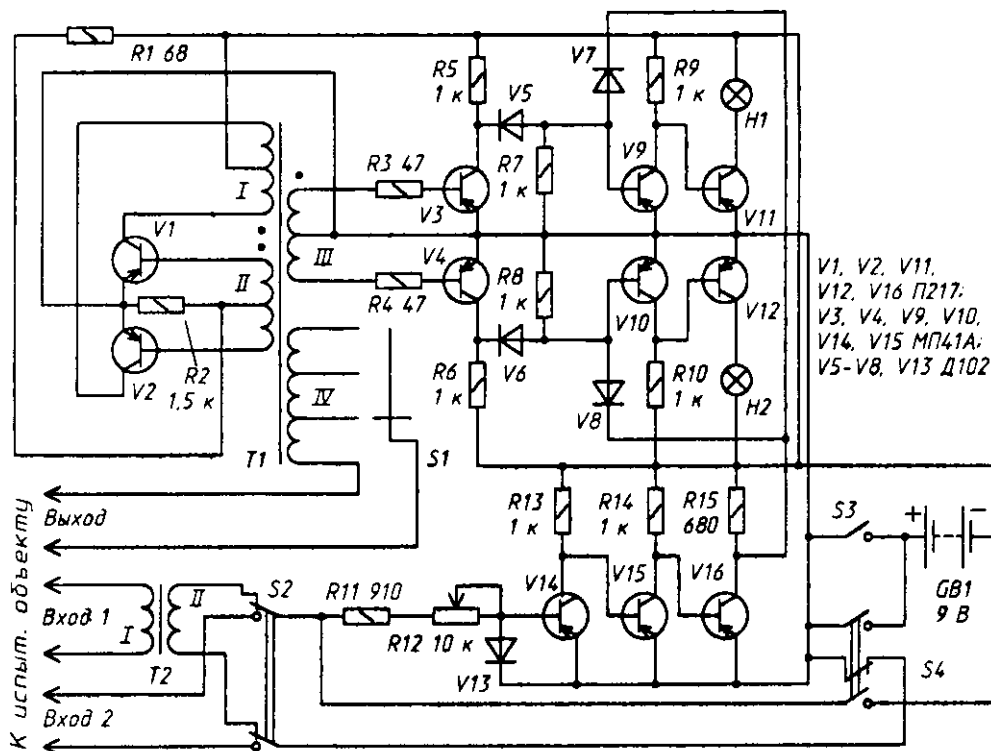 R1 68
R5
1 к
V5
V7
R9
1 к
H1
R3 47
R7
1 к
V9
V3
V11
I
V1
II
III
V4
R4 47
R8
1 к
V10
V12
R2
1,5 к
V2
IV
T1
S1
R6
1 к
V6
V8
R10
1 к
H2
V1, V2, V11,
V12, V16 П217;
V3, V4, V9, V10,
V14, V15 МП41А;
V5-V8, V13 Д102
К испыт. объекту
Выход
R13
1 к
R14
1 к
R15
680
S3
+
−
GB1
9 В
Вход 1
I
II
T2
S2
R11 910
R12 10 к
V13
V14
V15
V16
S4
Вход 2